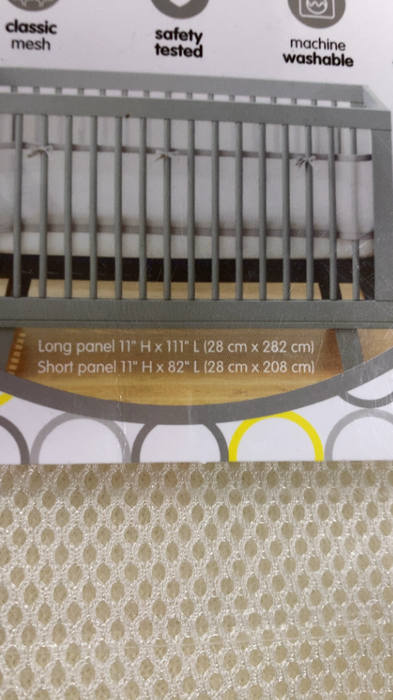 classic
mesh
safety
tested
machine
washable
Long panel 11" H x 111" L (28 cm x 282 cm)
Short panel 11" H x 82" L (28 cm x 208 cm)